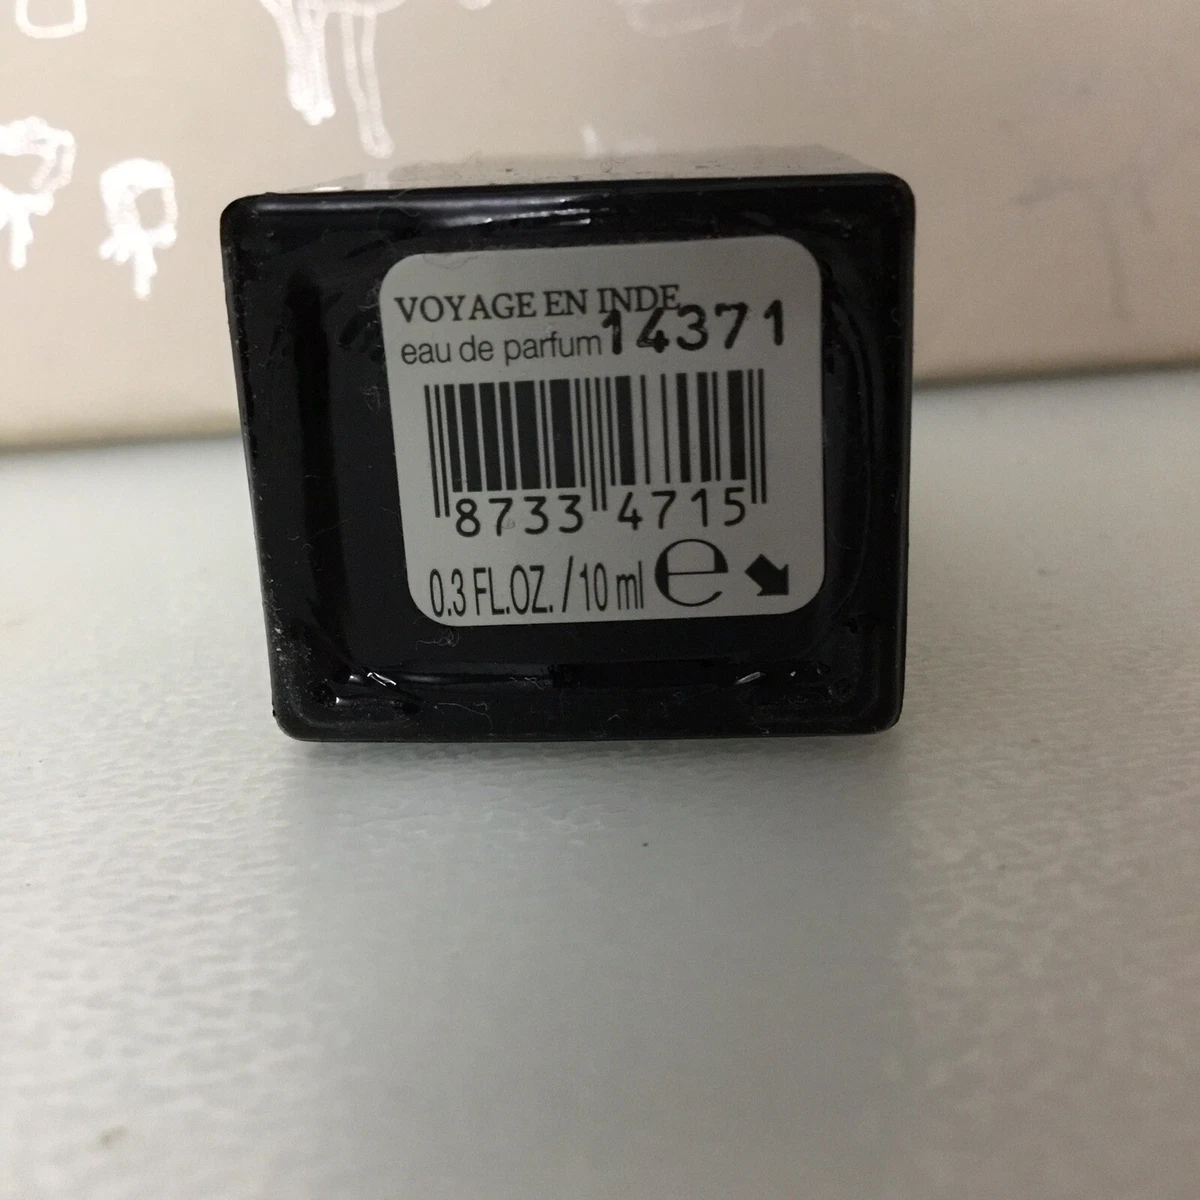 VOYAGE EN INDE
eau de parfum 14371
8733 4715
0.3 FL.OZ. / 10 ml ℮